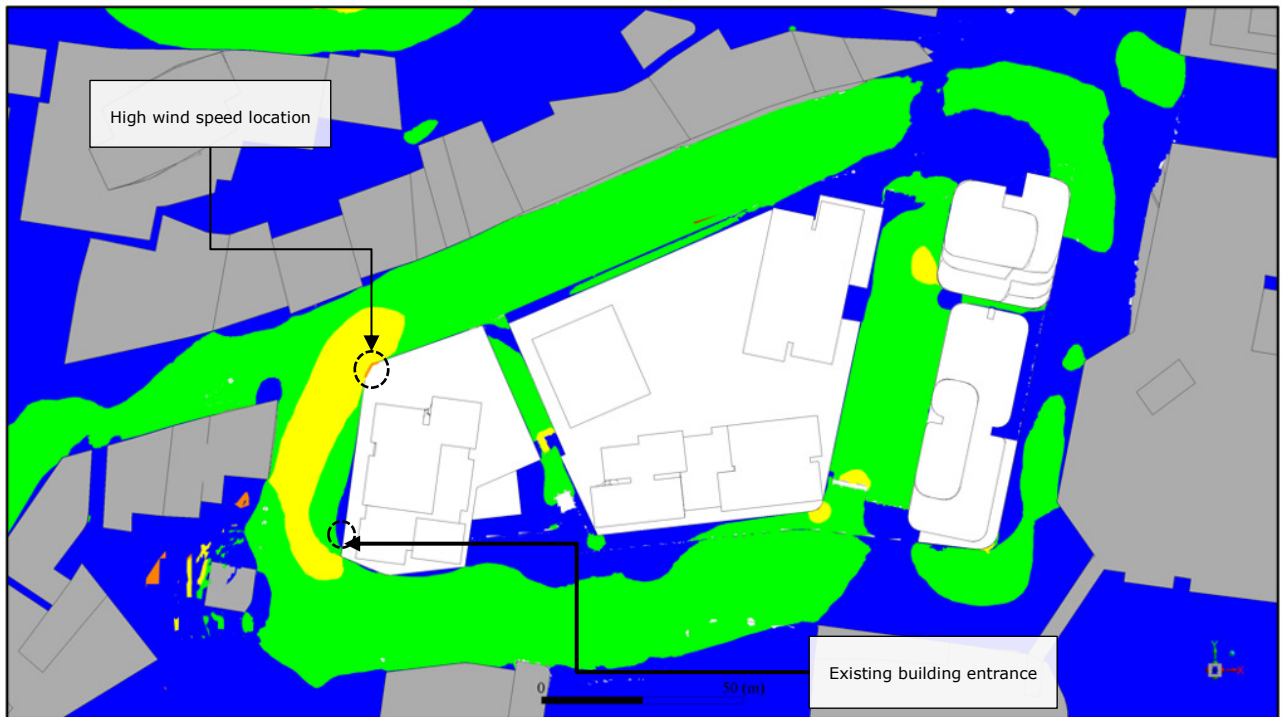 High wind speed location
Existing building entrance
0 50 (m)
Y
X